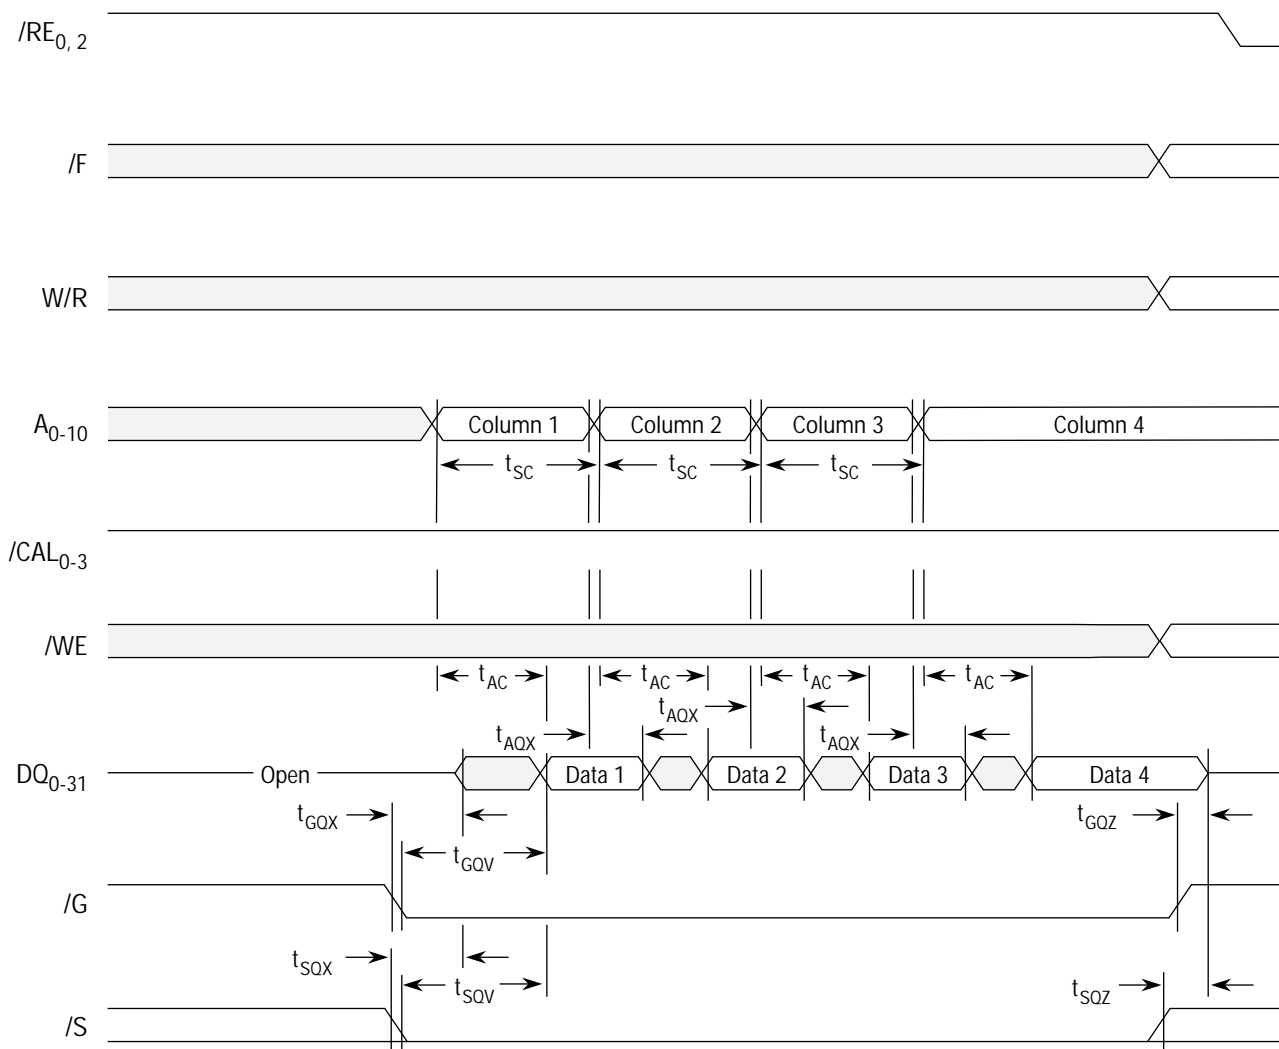 /RE0, 2
/F
W/R
A0-10
Column 1
Column 2
Column 3
Column 4
tSC
tSC
tSC
/CAL0-3
/WE
tAC
tAC
tAC
tAC
tAQX
tAQX
tAQX
DQ0-31
Open
Data 1
Data 2
Data 3
Data 4
tGQX
tGQZ
tGQV
/G
tSQX
tSQV
tSQZ
/S